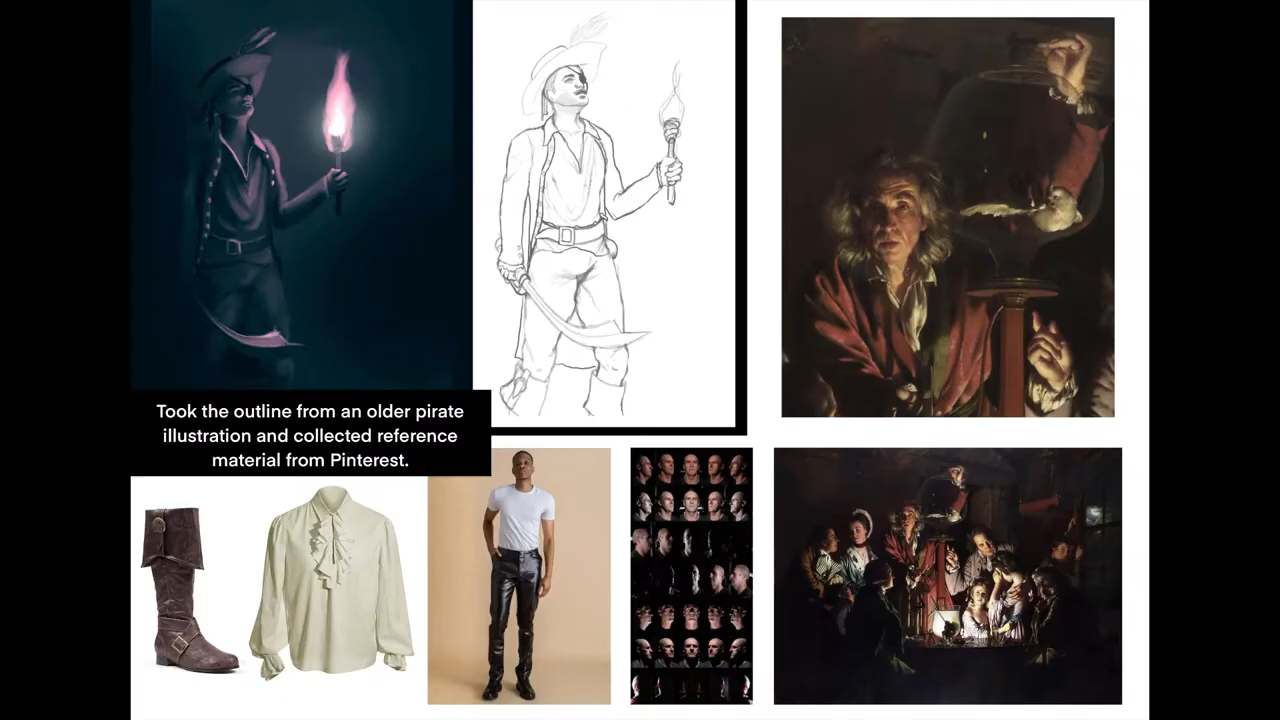 Took the outline from an older pirate
illustration and collected reference
material from Pinterest.